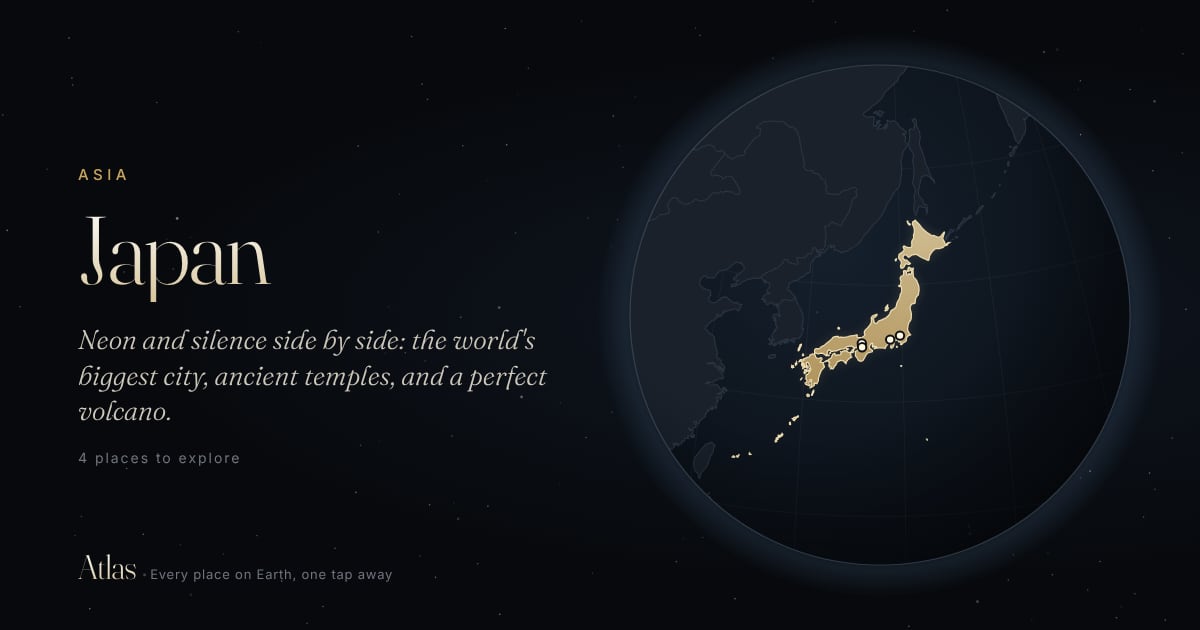 ASIA
Japan
Neon and silence side by side: the world's
biggest city, ancient temples, and a perfect
volcano.
4 places to explore
Atlas · Every place on Earth, one tap away